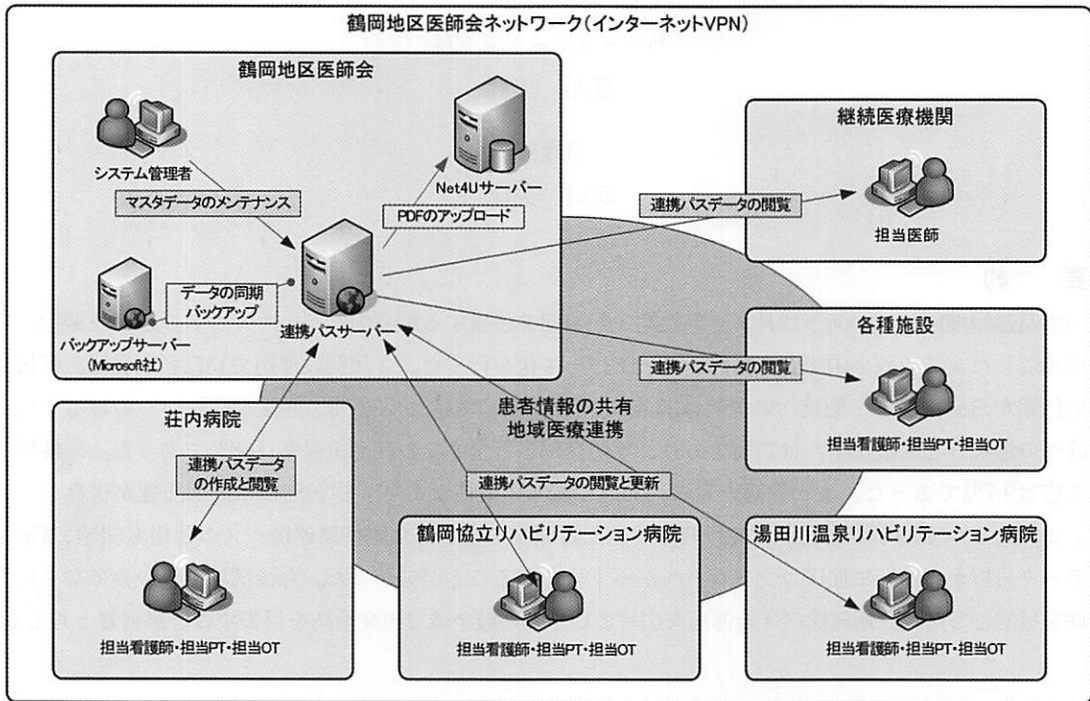 鶴岡地区医師会ネットワーク(インターネットVPN)
鶴岡地区医師会
システム管理者
マスタデータのメンテナンス
Net4Uサーバー
PDFのアップロード
データの同期
バックアップ
バックアップサーバー
(Microsoft社)
連携パスサーバー
継続医療機関
連携パスデータの閲覧
担当医師
各種施設
連携パスデータの閲覧
担当看護師・担当PT・担当OT
患者情報の共有
地域医療連携
荘内病院
連携パスデータ
の作成と閲覧
担当看護師・担当PT・担当OT
連携パスデータの閲覧と更新
鶴岡協立リハビリテーション病院
担当看護師・担当PT・担当OT
湯田川温泉リハビリテーション病院
担当看護師・担当PT・担当OT